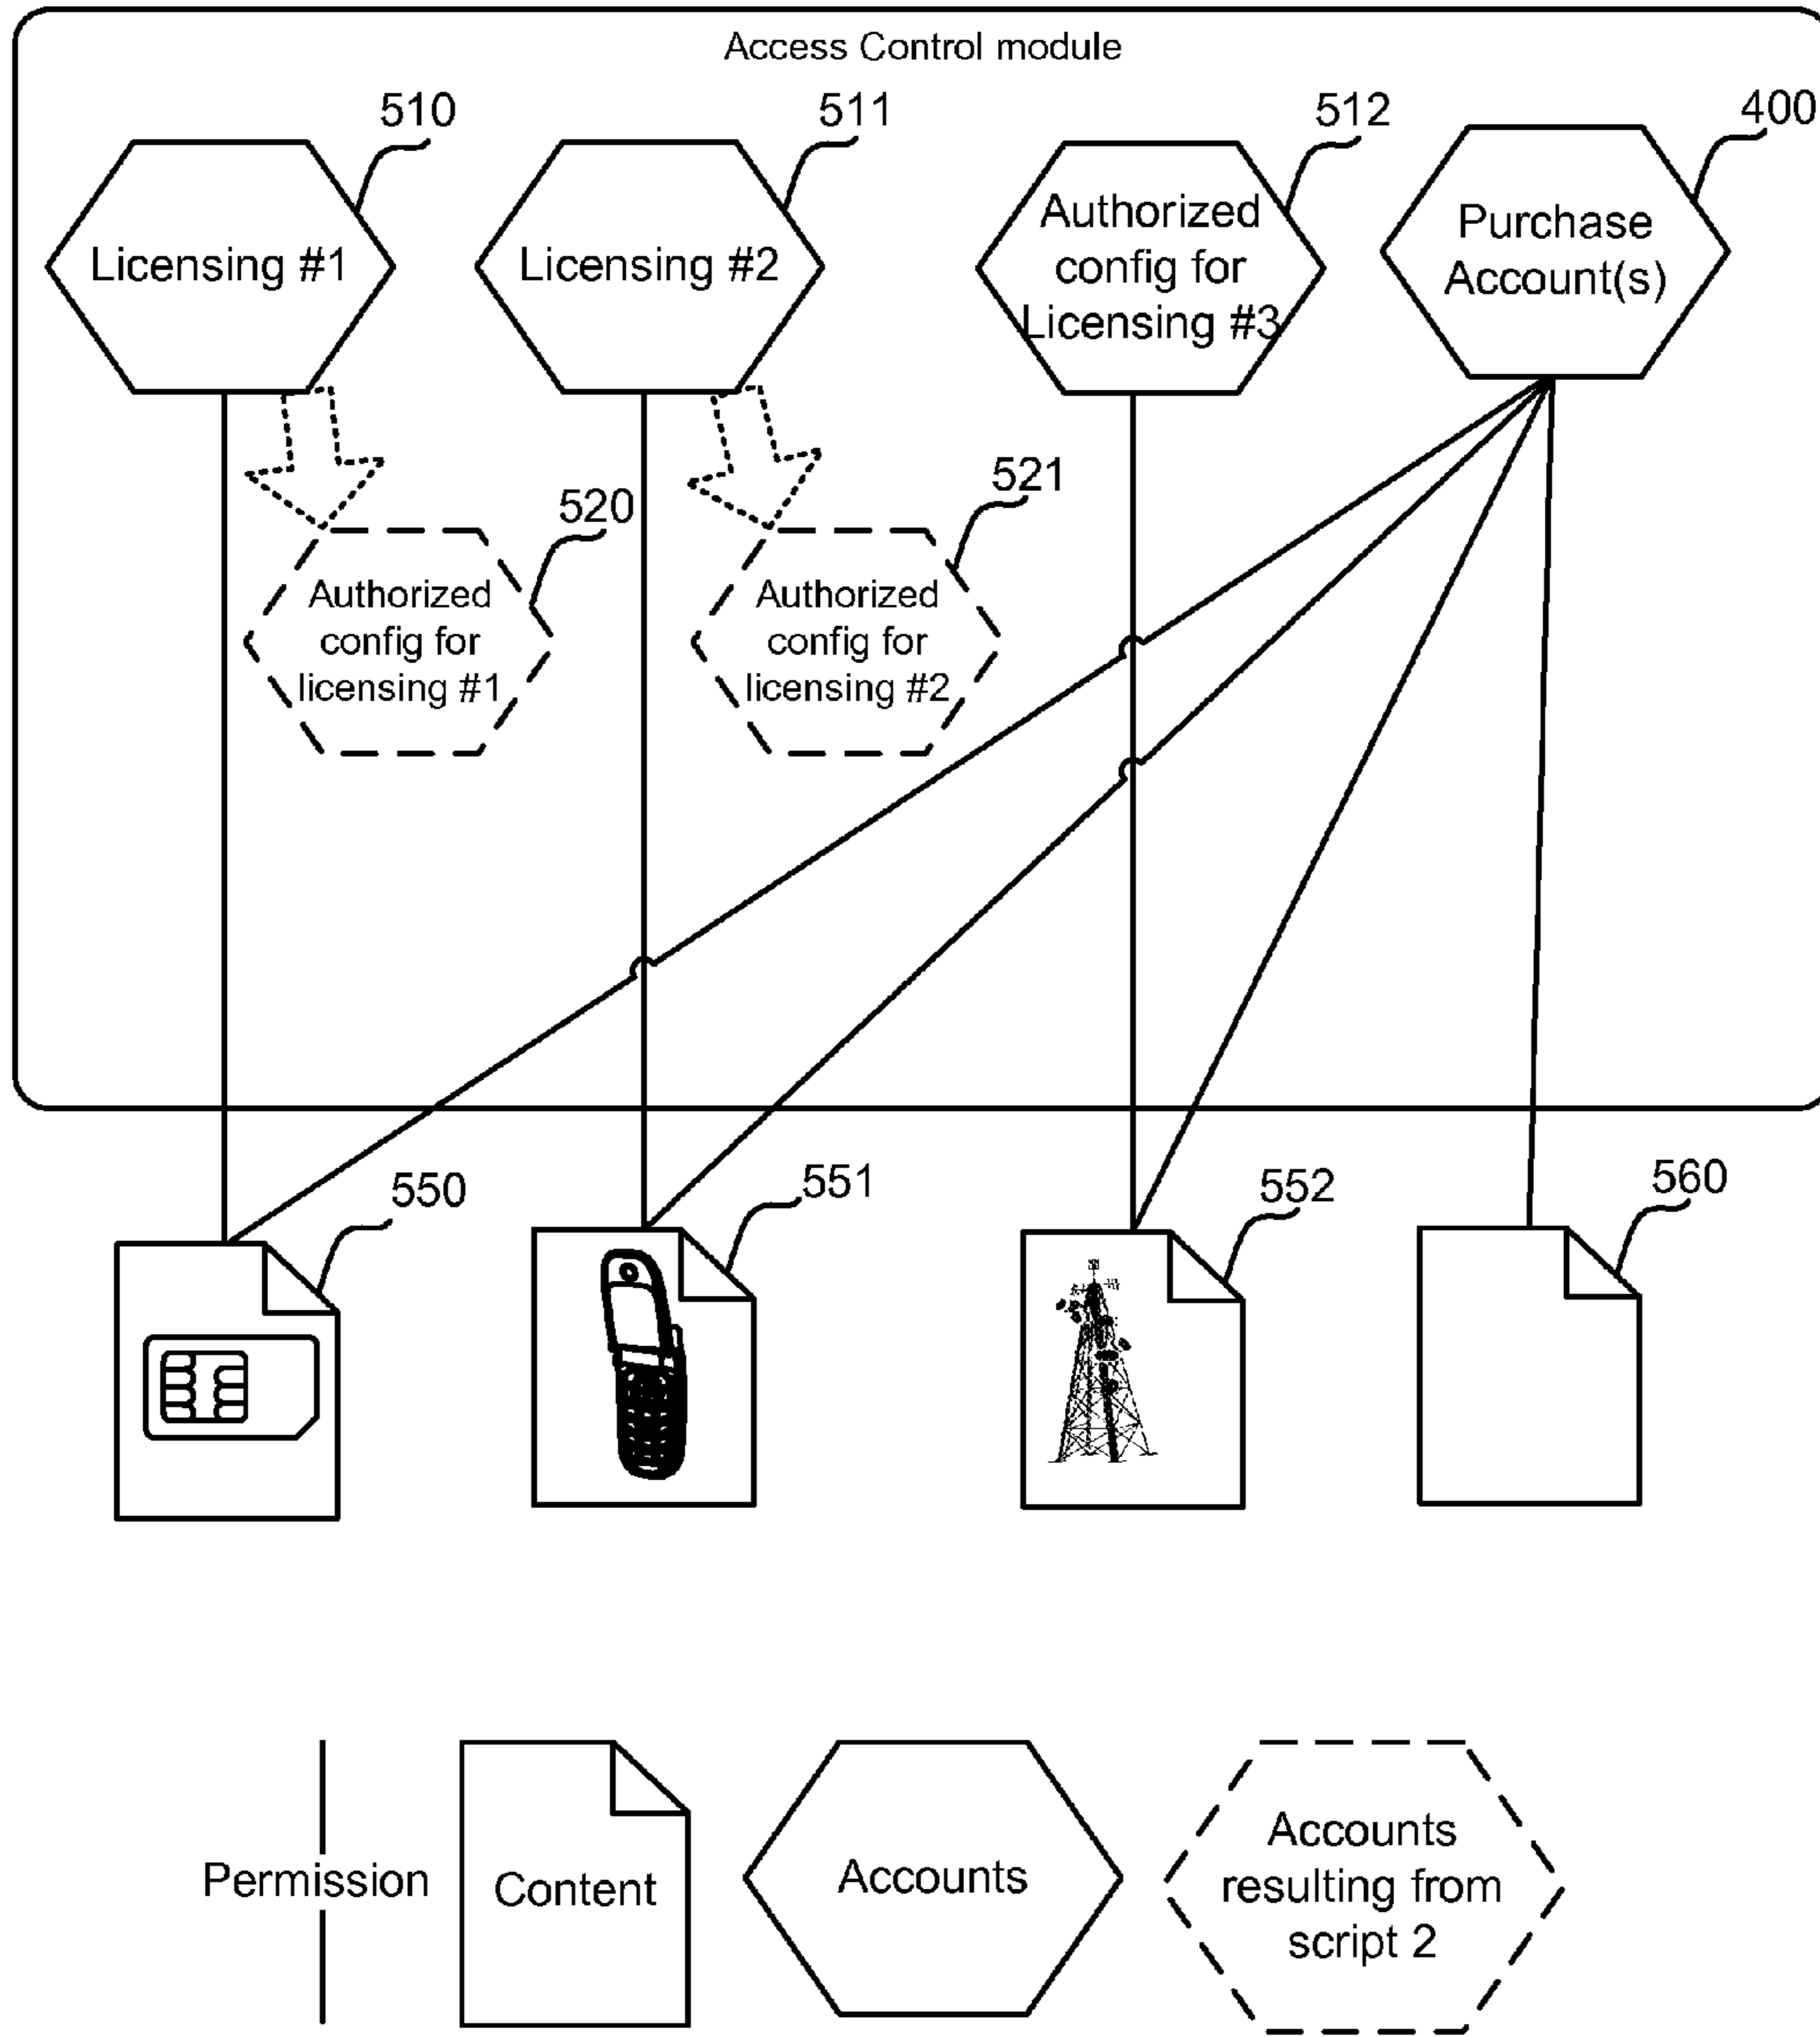 Access Control module
510
511
512
400
Licensing #1
Licensing #2
Authorized
config for
Licensing #3
Purchase
Account(s)
520
521
Authorized
config for
licensing #1
Authorized
config for
licensing #2
550
551
552
560
Permission
Content
Accounts
Accounts
resulting from
script 2